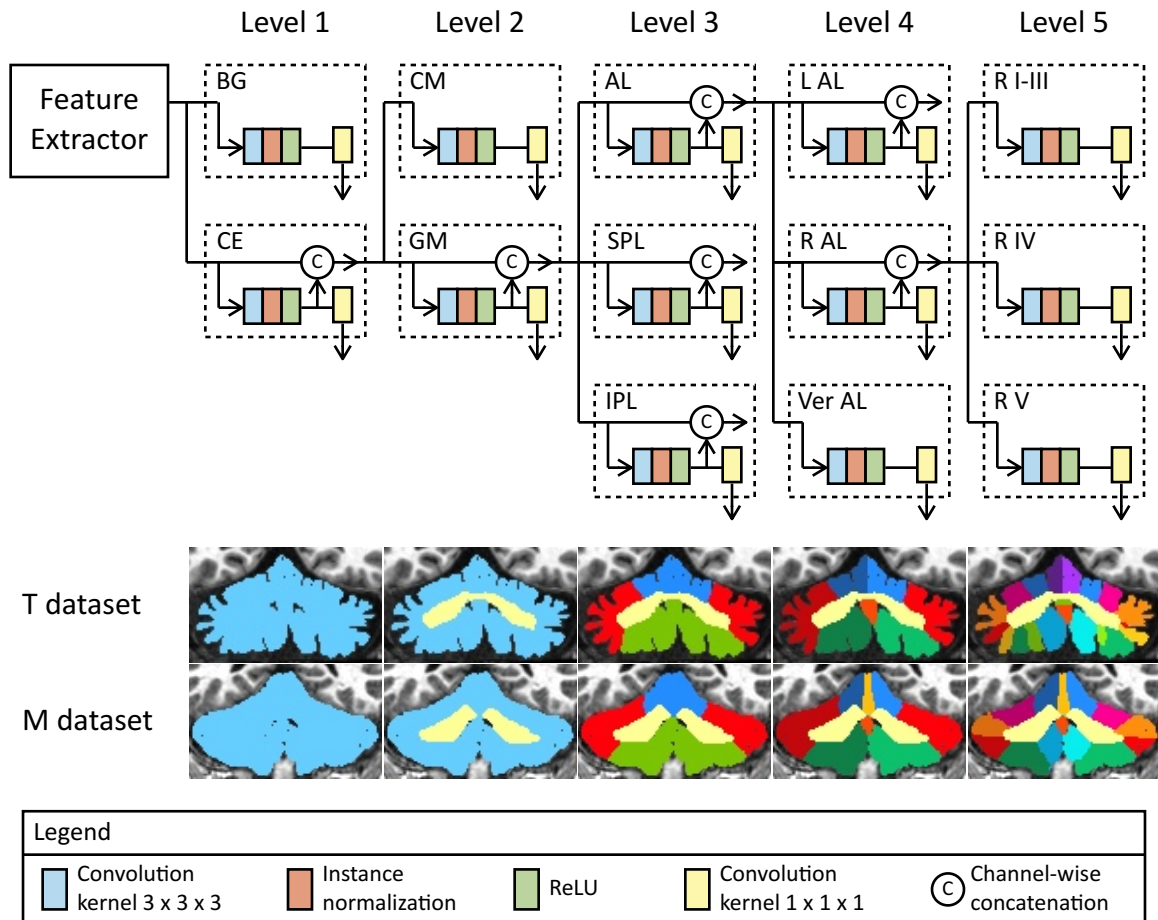 Level 1 Level 2 Level 3 Level 4 Level 5
Feature
Extractor
BG CM AL L AL R I-III
C C
CE GM SPL R AL R IV
C C C C
IPL Ver AL R V
C
T dataset
M dataset
Legend
Convolution
kernel 3 x 3 x 3
Instance
normalization
ReLU
Convolution
kernel 1 x 1 x 1
C
Channel-wise
concatenation